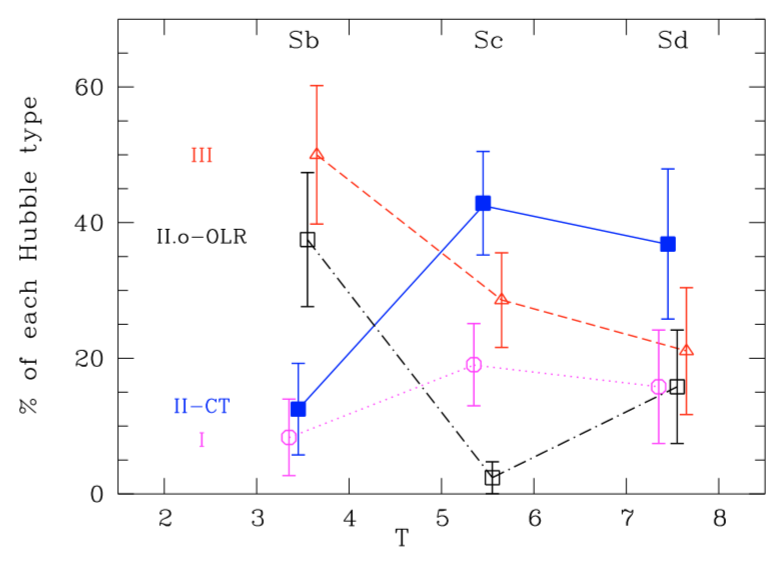 Sb Sc Sd
60
III
40
II.o-OLR
20
II-CT
I
0
2 3 4 5 6 7 8
T
% of each Hubble type